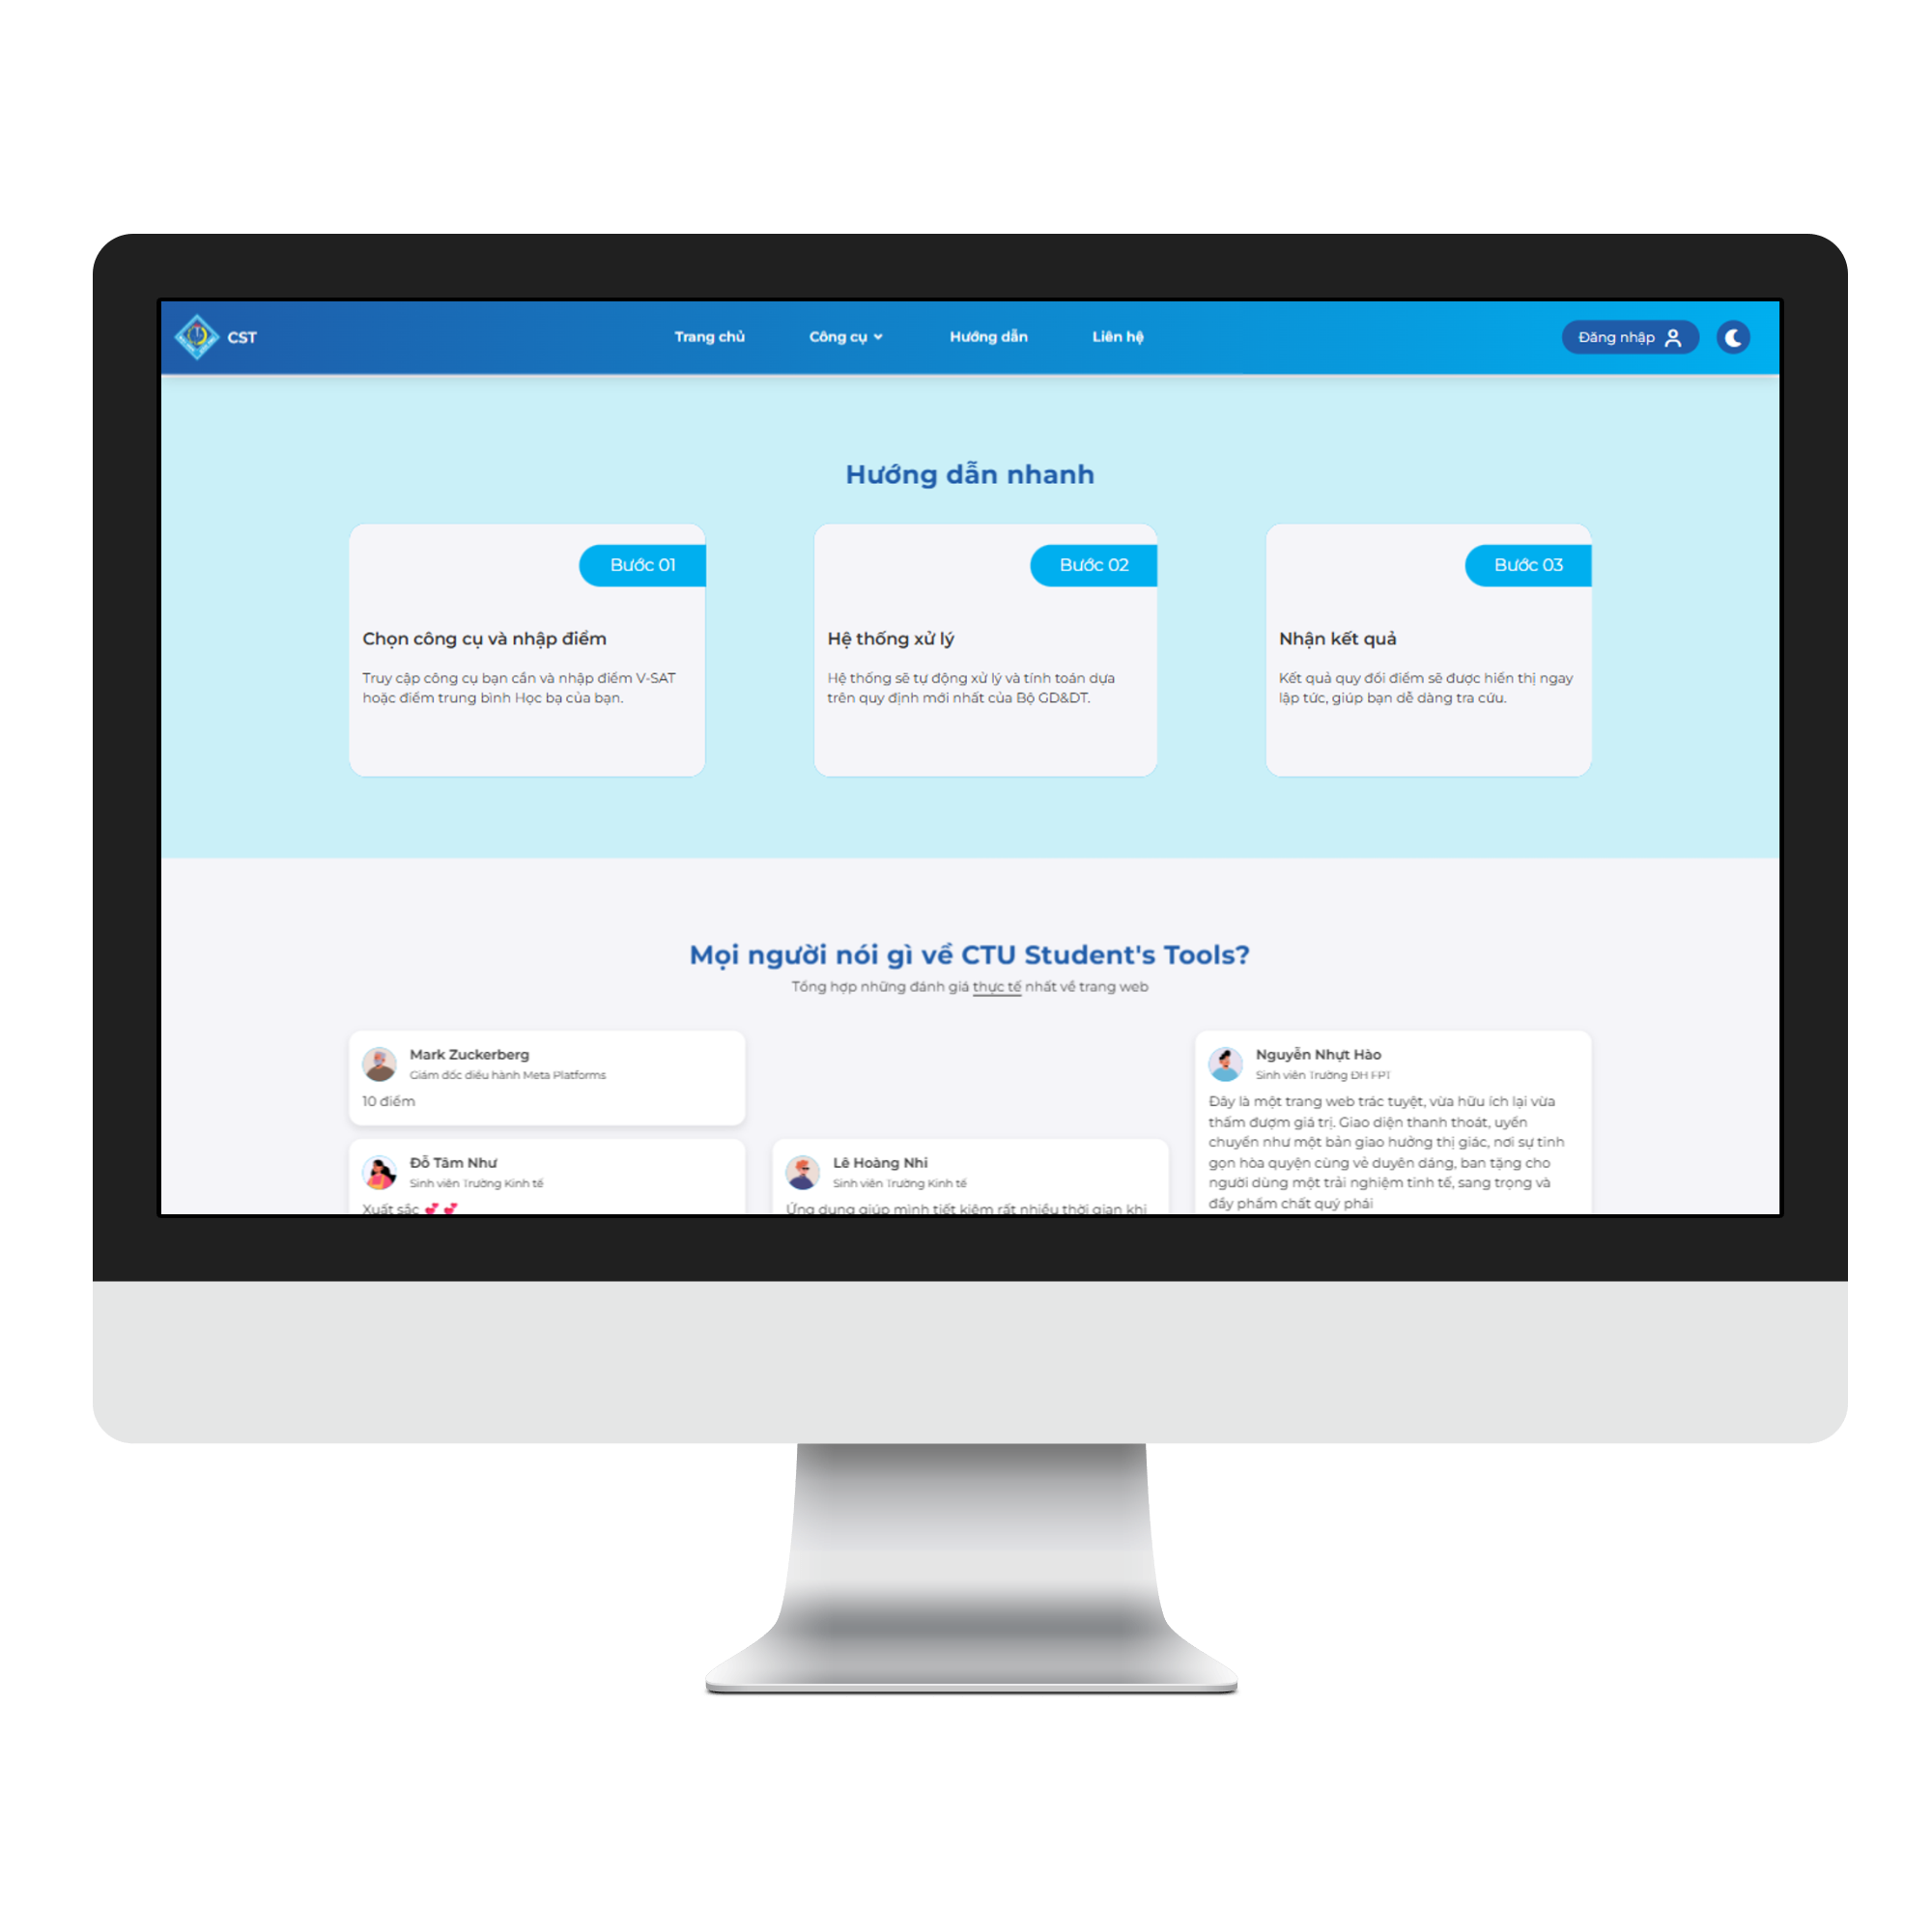 CST
Trang chủ
Công cụ
Hướng dẫn
Liên hệ
Đăng nhập
Hướng dẫn nhanh
Bước 01
Chọn công cụ và nhập điểm
Truy cập công cụ bạn cần và nhập điểm V-SAT
hoặc điểm trung bình Học bạ của bạn.
Bước 02
Hệ thống xử lý
Hệ thống sẽ tự động xử lý và tính toán dựa
trên quy định mới nhất của Bộ GD&DT.
Bước 03
Nhận kết quả
Kết quả quy đổi điểm sẽ được hiển thị ngay
lập tức, giúp bạn dễ dàng tra cứu.
Mọi người nói gì về CTU Student's Tools?
Tổng hợp những đánh giá thực tế nhất về trang web
Mark Zuckerberg
Giám đốc điều hành Meta Platforms
10 điểm
Đỗ Tâm Như
Sinh viên Trường Kinh tế
Xuất sắc 💕 💕
Lê Hoàng Nhi
Sinh viên Trường Kinh tế
Ứng dụng giúp mình tiết kiệm rất nhiều thời gian khi
Nguyễn Nhựt Hào
Sinh viên Trường ĐH FPT
Đây là một trang web trác tuyệt, vừa hữu ích lại vừa
thấm đượm giá trị. Giao diện thanh thoát, uyển
chuyển như một bản giao hưởng thị giác, nơi sự tinh
gọn hòa quyện cùng vẻ duyên dáng, ban tặng cho
người dùng một trải nghiệm tinh tế, sang trọng và
đầy phẩm chất quý phái